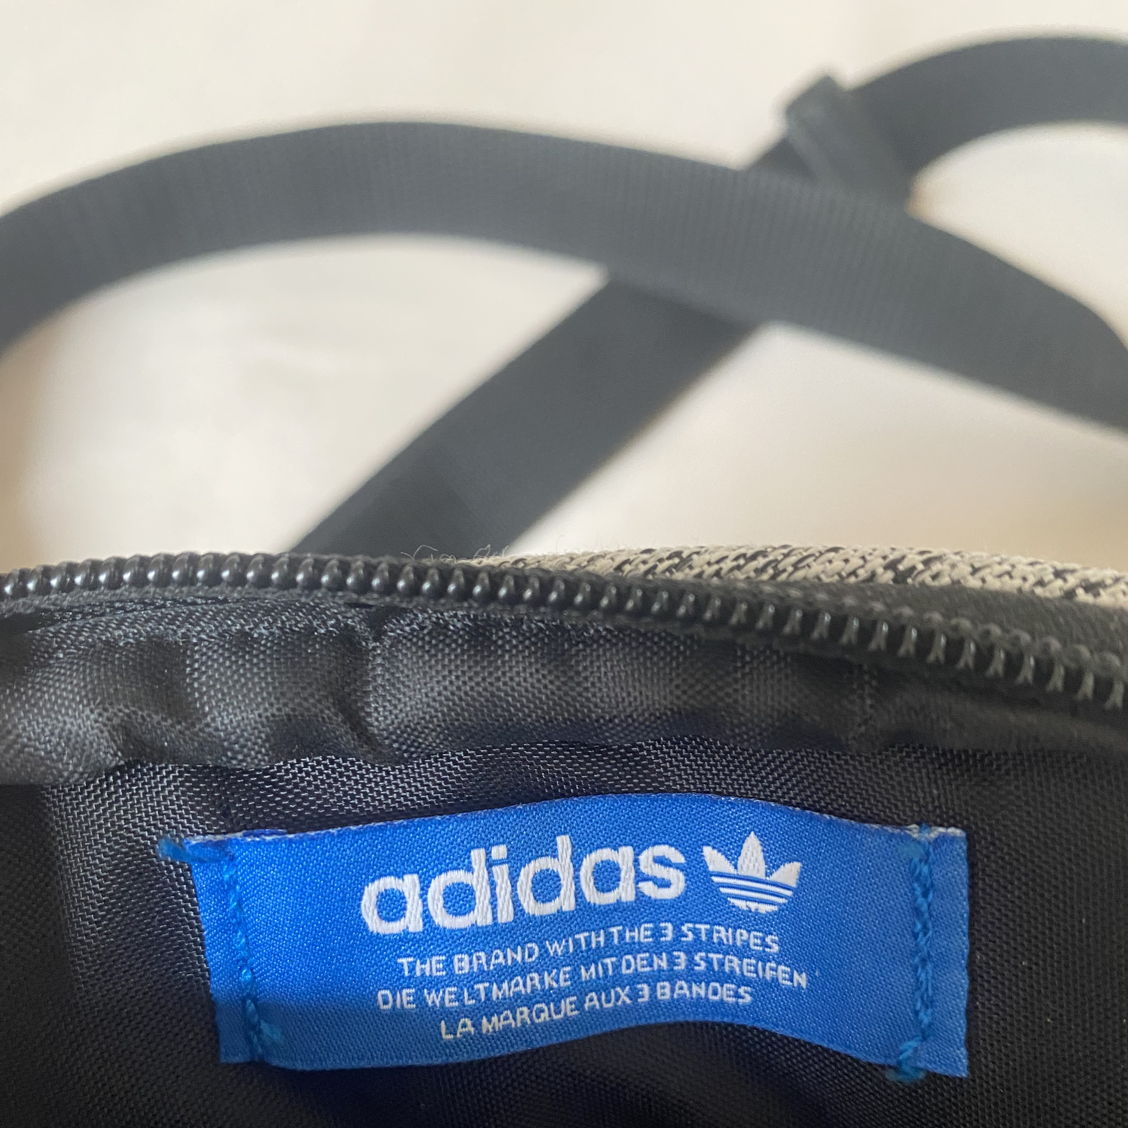 adidas
THE BRAND WITH THE 3 STRIPES
DIE WELTMARKE MIT DEN 3 STREIFEN
LA MARQUE AUX 3 BANDES